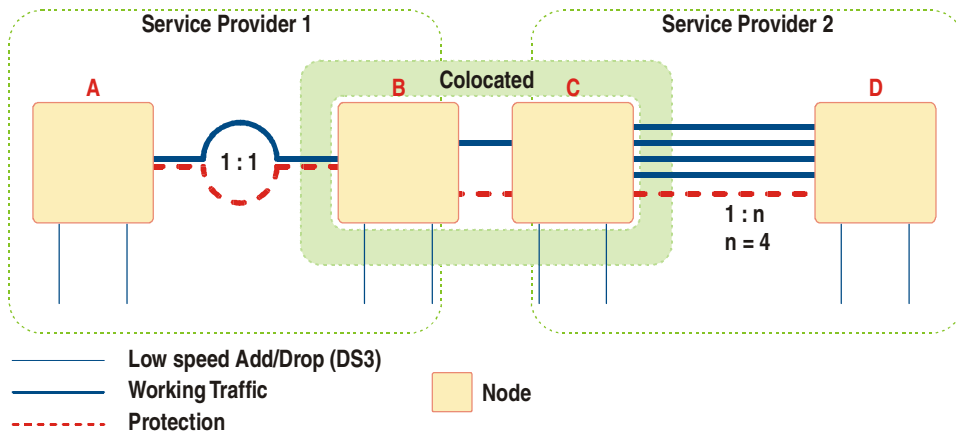 Service Provider 1
Service Provider 2
Colocated
A
B
C
D
1 : 1
1 : n
n = 4
Low speed Add/Drop (DS3)
Working Traffic
Node
Protection